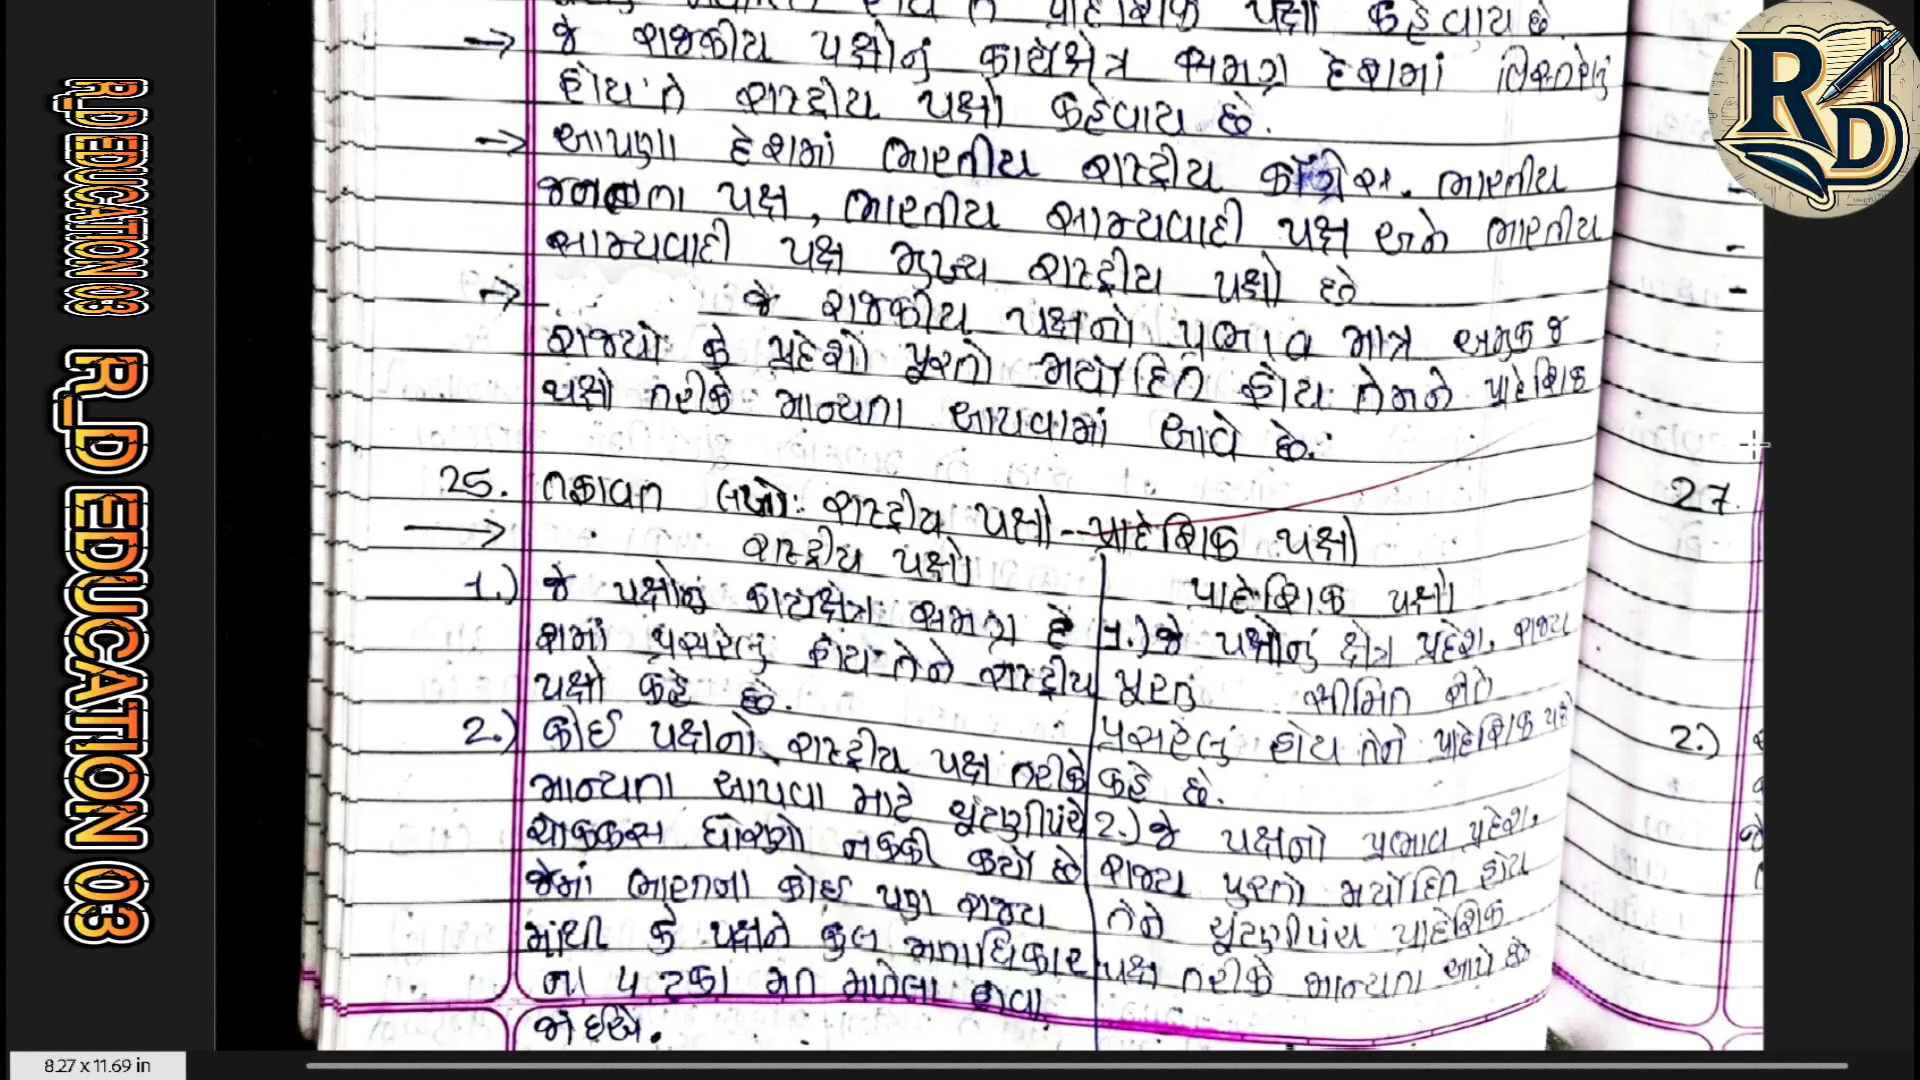 R_D EDUCATION 03 R_D EDUCATION 03
RD
પ્રાદેશિક પક્ષો કહેવાય છે.
→ જે રાજકીય પક્ષોનું કાર્યક્ષેત્ર સમગ્ર દેશમાં વિસ્તરેલું
હોય તે રાષ્ટ્રીય પક્ષો કહેવાય છે.
→ આપણા દેશમાં ભારતીય રાષ્ટ્રીય કોંગ્રેસ. ભારતીય
જનતા પક્ષ, ભારતીય સામ્યવાદી પક્ષ અને ભારતીય
સામ્યવાદી પક્ષ મુખ્ય રાષ્ટ્રીય પક્ષો છે
→ જે રાજકીય પક્ષનો પ્રભાવ માત્ર અમુક જ
રાજ્યો કે પ્રદેશો પૂરતો મર્યાદિત હોય તેમને પ્રાદેશિક
પક્ષો તરીકે માન્યતા આપવામાં આવે છે.
25. તફાવત લખો: રાષ્ટ્રીય પક્ષો -- પ્રાદેશિક પક્ષો
→ રાષ્ટ્રીય પક્ષો
1.) જે પક્ષોનું કાર્યક્ષેત્ર સમગ્ર દે
શમાં પ્રસરેલું હોય તેને રાષ્ટ્રીય
પક્ષો કહે છે.
2.) કોઈ પક્ષનો રાષ્ટ્રીય પક્ષ તરીકે
માન્યતા આપવા માટે ચૂંટણીપંચે
ચોક્કસ ધોરણો નક્કી કર્યા છે
જેમાં ભારતના કોઈ પણ રાજ્ય
માંથી કે પક્ષને કુલ મતાધિકાર
ના 4 ટકા મત મળેલા હોવા
જોઈએ.
પ્રાદેશિક પક્ષો
1.) જે પક્ષોનું ક્ષેત્ર પ્રદેશ, રાજ્ય
પૂરતું સીમિત રીતે
પ્રસરેલું હોય તેને પ્રાદેશિક પક્ષો
કહે છે.
2.) જે પક્ષનો પ્રભાવ પ્રદેશ,
રાજ્ય પુરતો મર્યાદિત હોય
તેને ચૂંટણીપંચ પ્રાદેશિક
પક્ષ તરીકે માન્યતા આપે છે
27.
2.)
8.27 x 11.69 in